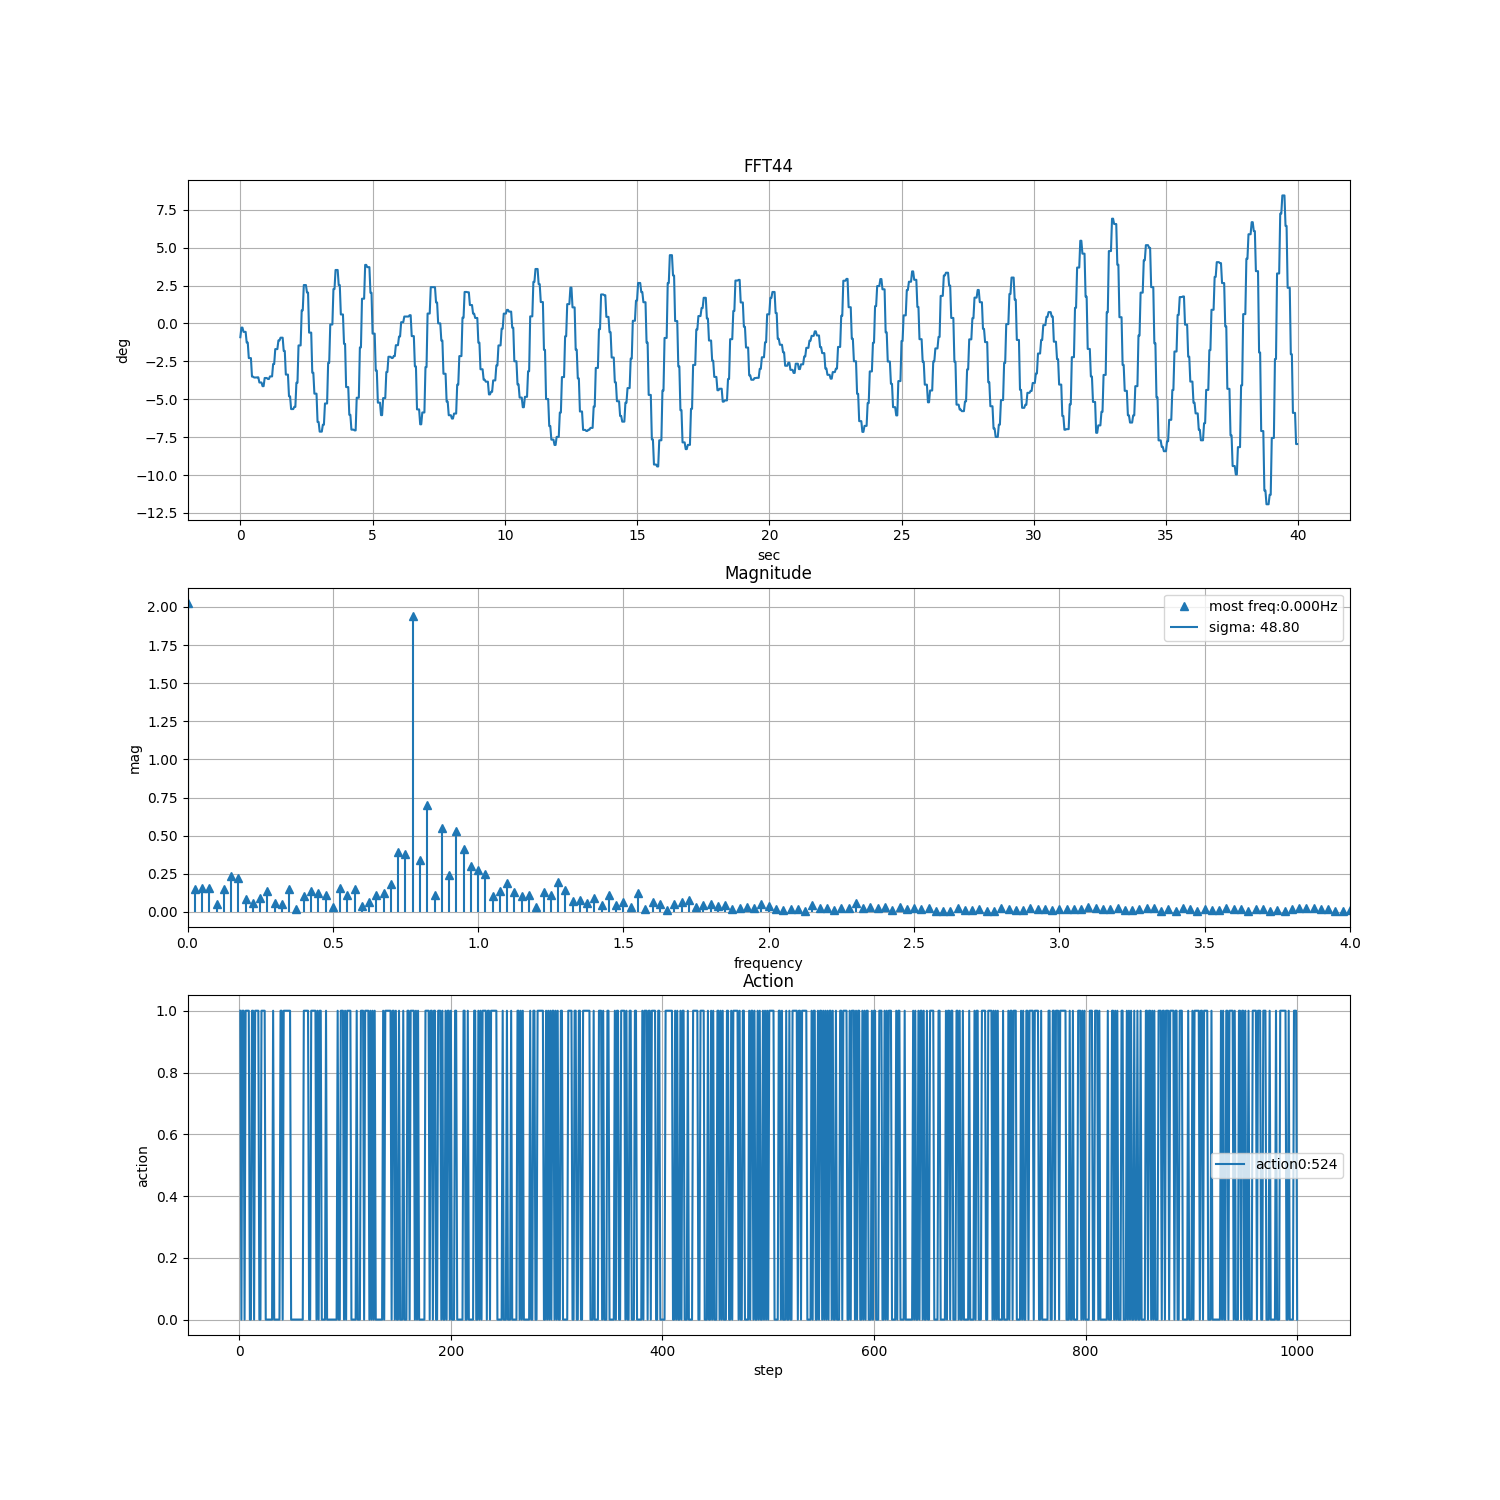 FFT44
deg
7.5
5.0
2.5
0.0
−2.5
−5.0
−7.5
−10.0
−12.5
0 5 10 15 20 25 30 35 40
sec
Magnitude
mag
2.00
1.75
1.50
1.25
1.00
0.75
0.50
0.25
0.00
most freq:0.000Hz
sigma: 48.80
0.0 0.5 1.0 1.5 2.0 2.5 3.0 3.5 4.0
frequency
Action
action
1.0
0.8
0.6
0.4
0.2
0.0
action0:524
0 200 400 600 800 1000
step